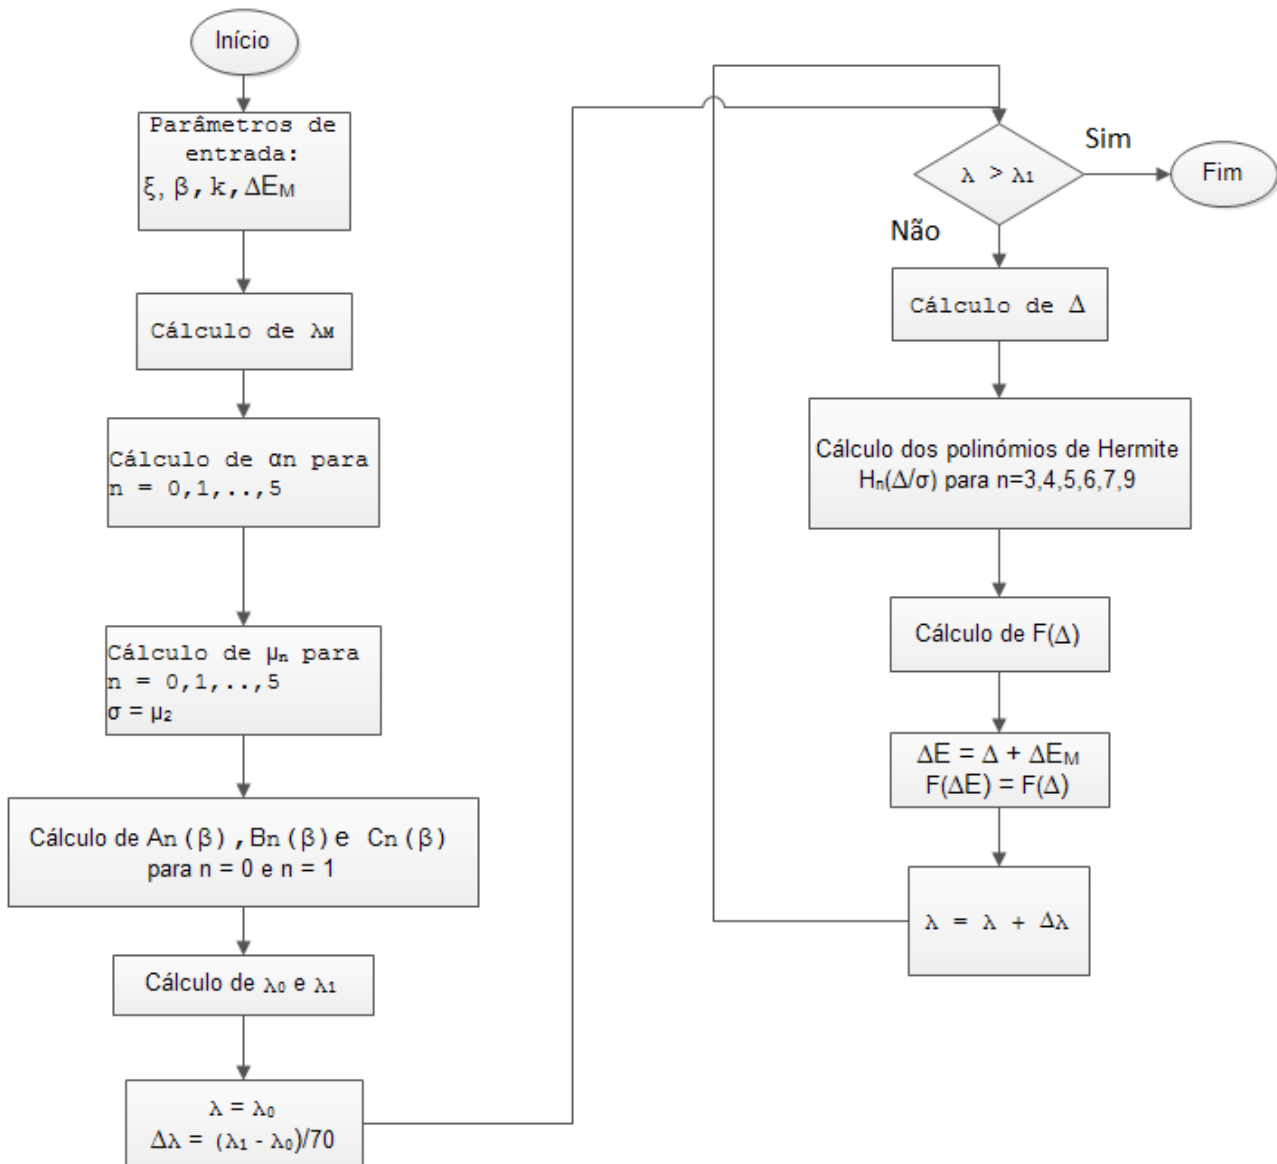 Início
Parâmetros de
entrada:
ξ, β, k, ΔEM
Cálculo de λM
Cálculo de αn para
n = 0,1,..,5
Cálculo de μₙ para
n = 0,1,..,5
σ = μ₂
Cálculo de An(β), Bn(β) e Cn(β)
para n = 0 e n = 1
Cálculo de λ₀ e λ₁
λ = λ₀
Δλ = (λ₁ - λ₀)/70
λ > λ₁
Sim
Fim
Não
Cálculo de Δ
Cálculo dos polinómios de Hermite
Hₙ(Δ/σ) para n=3,4,5,6,7,9
Cálculo de F(Δ)
ΔE = Δ + ΔEM
F(ΔE) = F(Δ)
λ = λ + Δλ